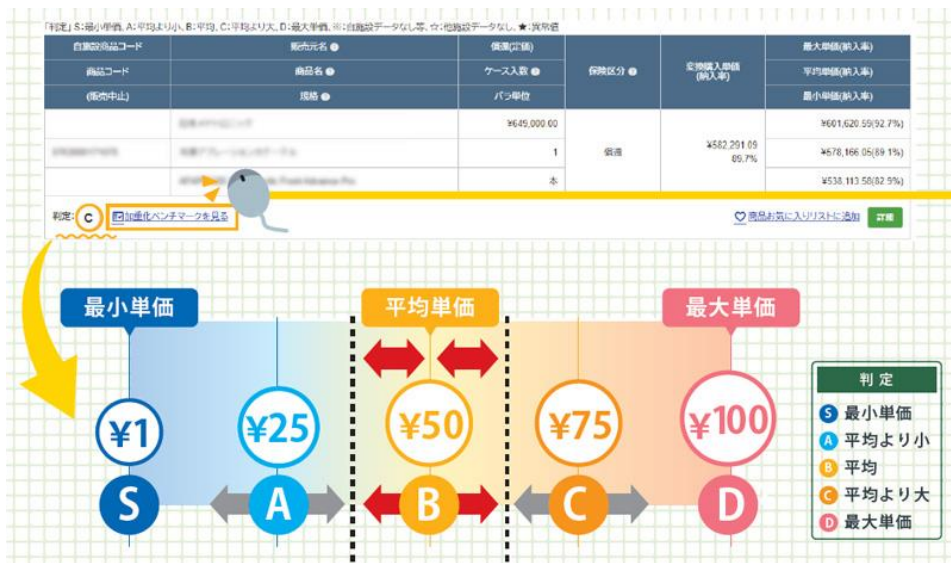 「判定」S:最小単価、A:平均より小、B:平均、C:平均より大、D:最大単価、※:自施設データなし等、☆:他施設データなし、★:異常値
自施設商品コード 販売元名 償還(定価) 保険区分 変換購入単価(納入率) 最大単価(納入率)
商品コード 商品名 ケース入数 平均単価(納入率)
(販売中止) 規格 バラ単位 最小単価(納入率)
¥649,000.00 ¥601,620.59(92.7%)
1 償還 ¥582,291.09 ¥578,166.05(89.1%)
89.7%
本 ¥538,113.58(82.9%)
判定: C 加重化ベンチマークを見る 商品お気に入りリストに追加 詳細
最小単価 平均単価 最大単価
¥1 ¥25 ¥50 ¥75 ¥100
S A B C D
判定
S 最小単価
A 平均より小
B 平均
C 平均より大
D 最大単価